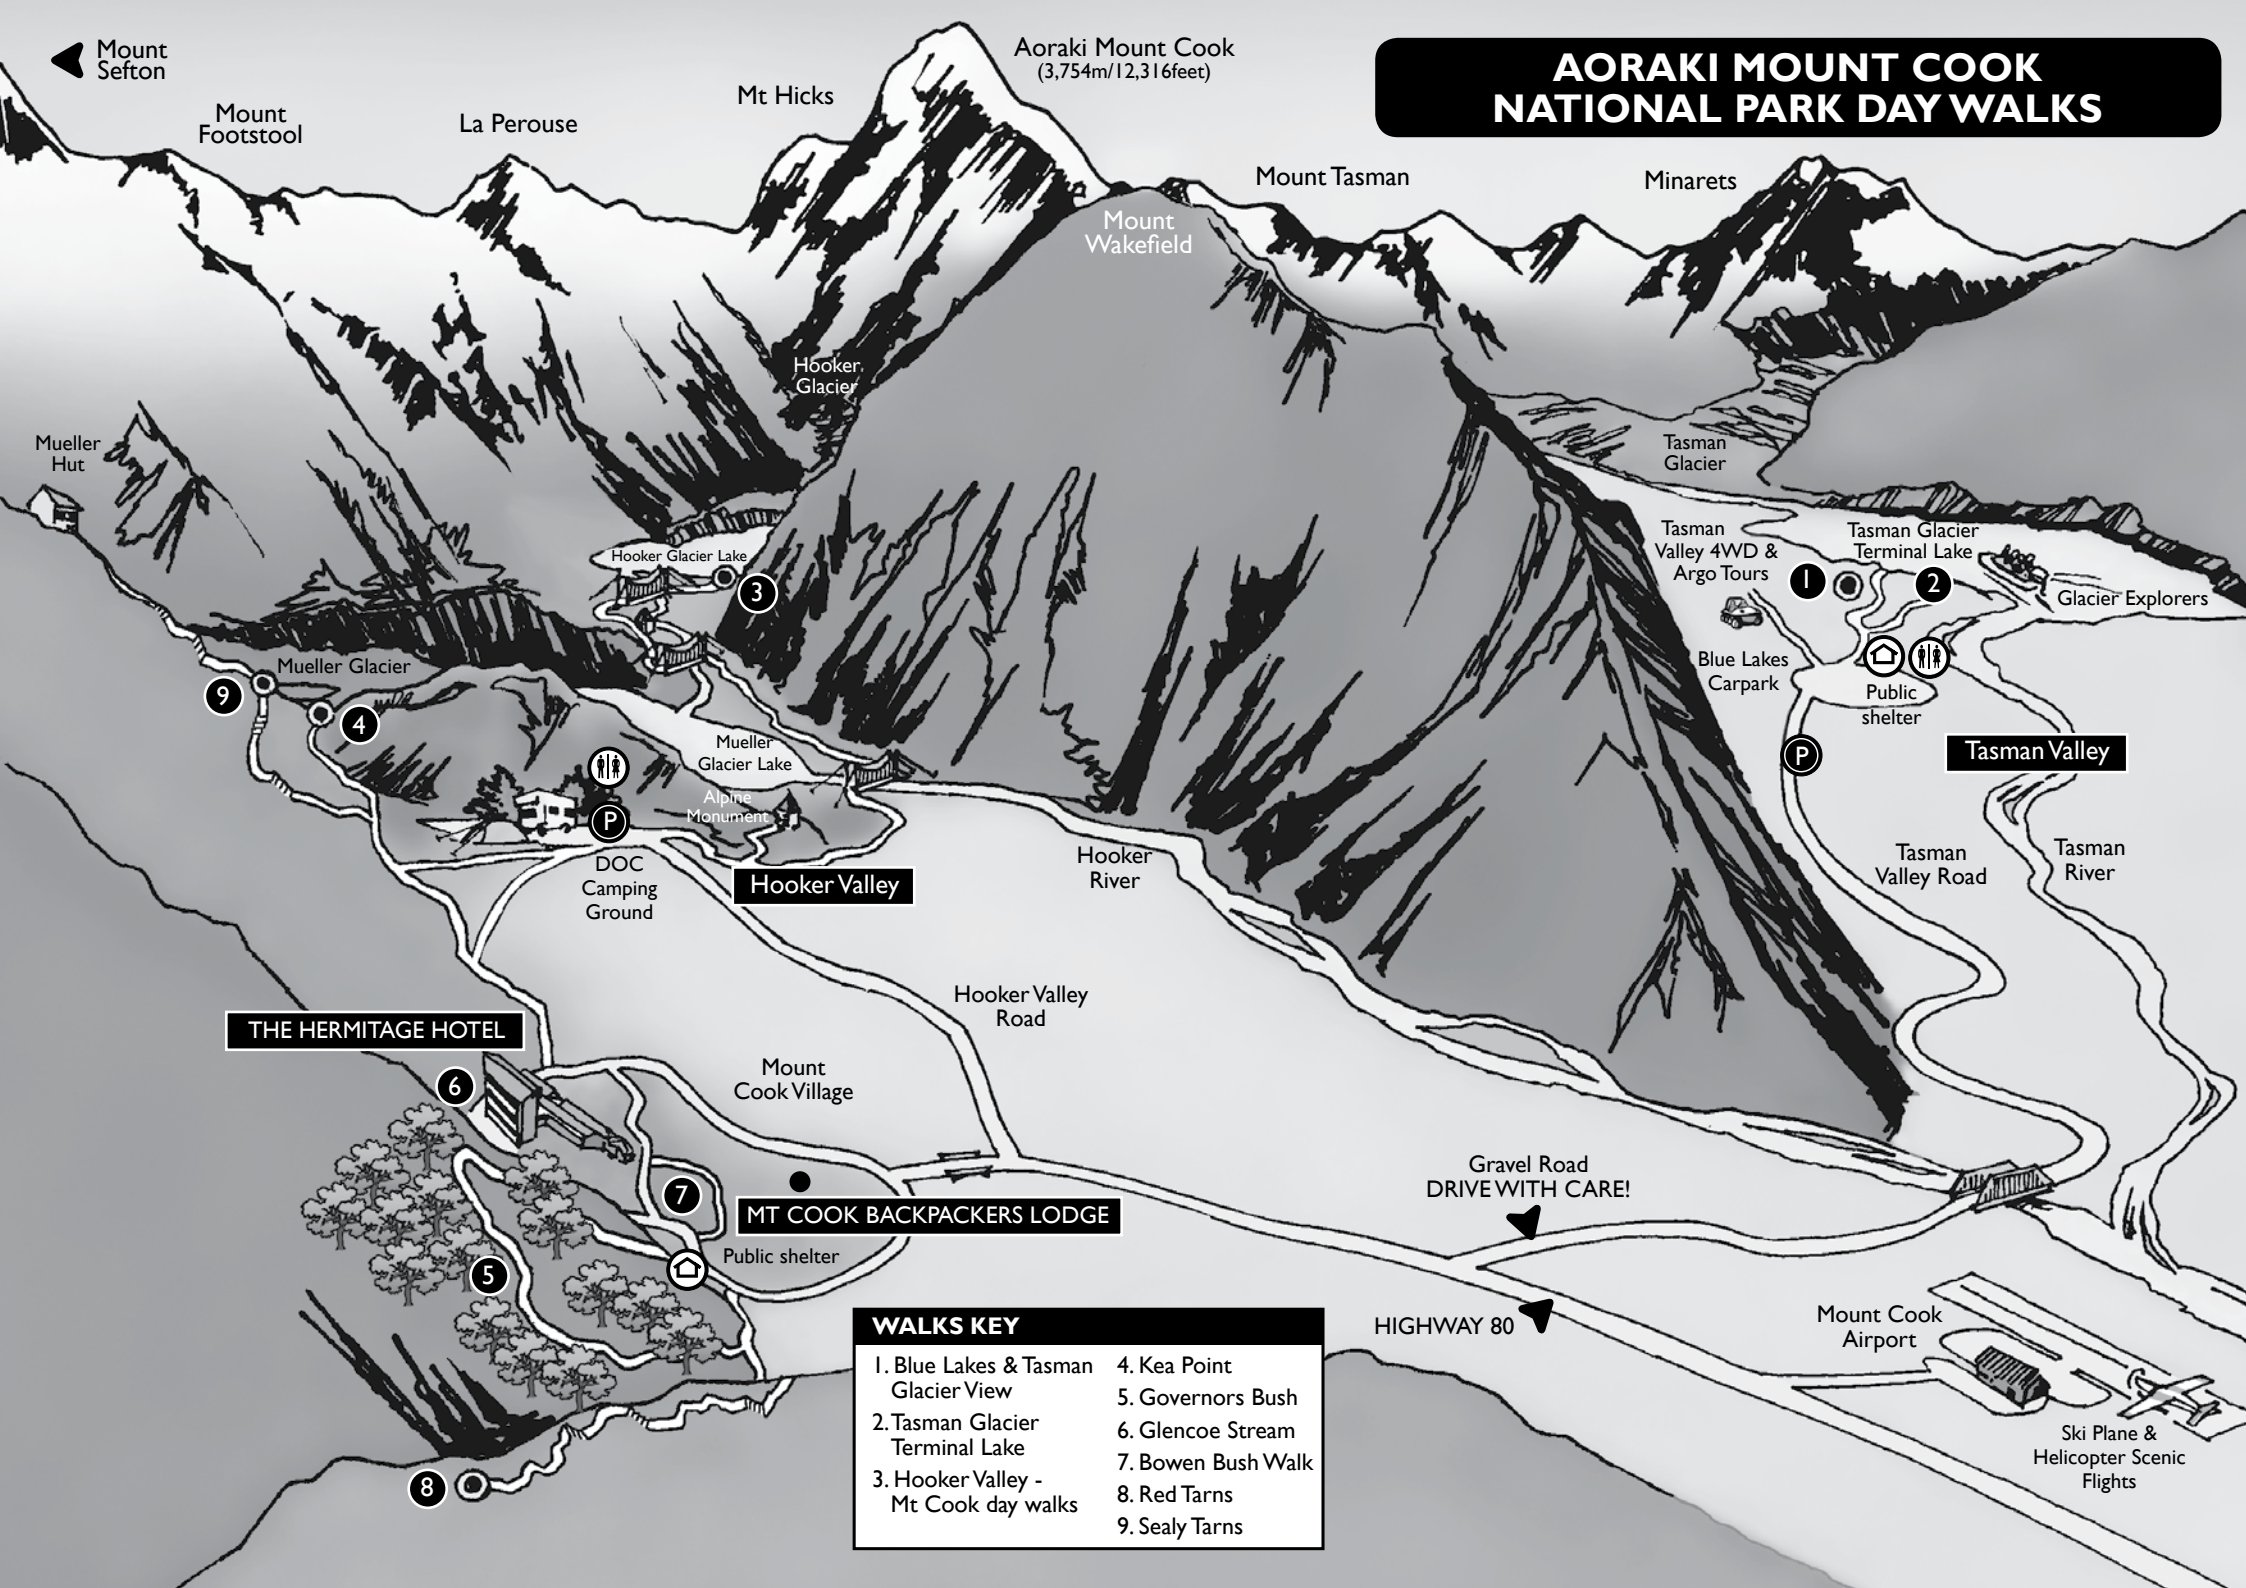 Mount
Sefton
Mount
Footstool
La Perouse
Mt Hicks
Aoraki Mount Cook
(3,754m/12,316feet)
AORAKI MOUNT COOK
NATIONAL PARK DAY WALKS
Mount Tasman
Minarets
Mount
Wakefield
Hooker
Glacier
Mueller
Hut
Tasman
Glacier
Hooker Glacier Lake
3
Tasman
Valley 4WD &
Argo Tours
1
Tasman Glacier
Terminal Lake
2
Glacier Explorers
Mueller Glacier
9
4
Blue Lakes
Carpark
Public
shelter
P
Tasman Valley
Mueller
Glacier Lake
Alpine
Monument
P
DOC
Camping
Ground
Hooker Valley
Hooker
River
Tasman
Valley Road
Tasman
River
Hooker Valley
Road
THE HERMITAGE HOTEL
6
Mount
Cook Village
7
MT COOK BACKPACKERS LODGE
Public shelter
5
Gravel Road
DRIVE WITH CARE!
HIGHWAY 80
Mount Cook
Airport
Ski Plane &
Helicopter Scenic
Flights
8
WALKS KEY
1. Blue Lakes & Tasman
Glacier View
2. Tasman Glacier
Terminal Lake
3. Hooker Valley -
Mt Cook day walks
4. Kea Point
5. Governors Bush
6. Glencoe Stream
7. Bowen Bush Walk
8. Red Tarns
9. Sealy Tarns